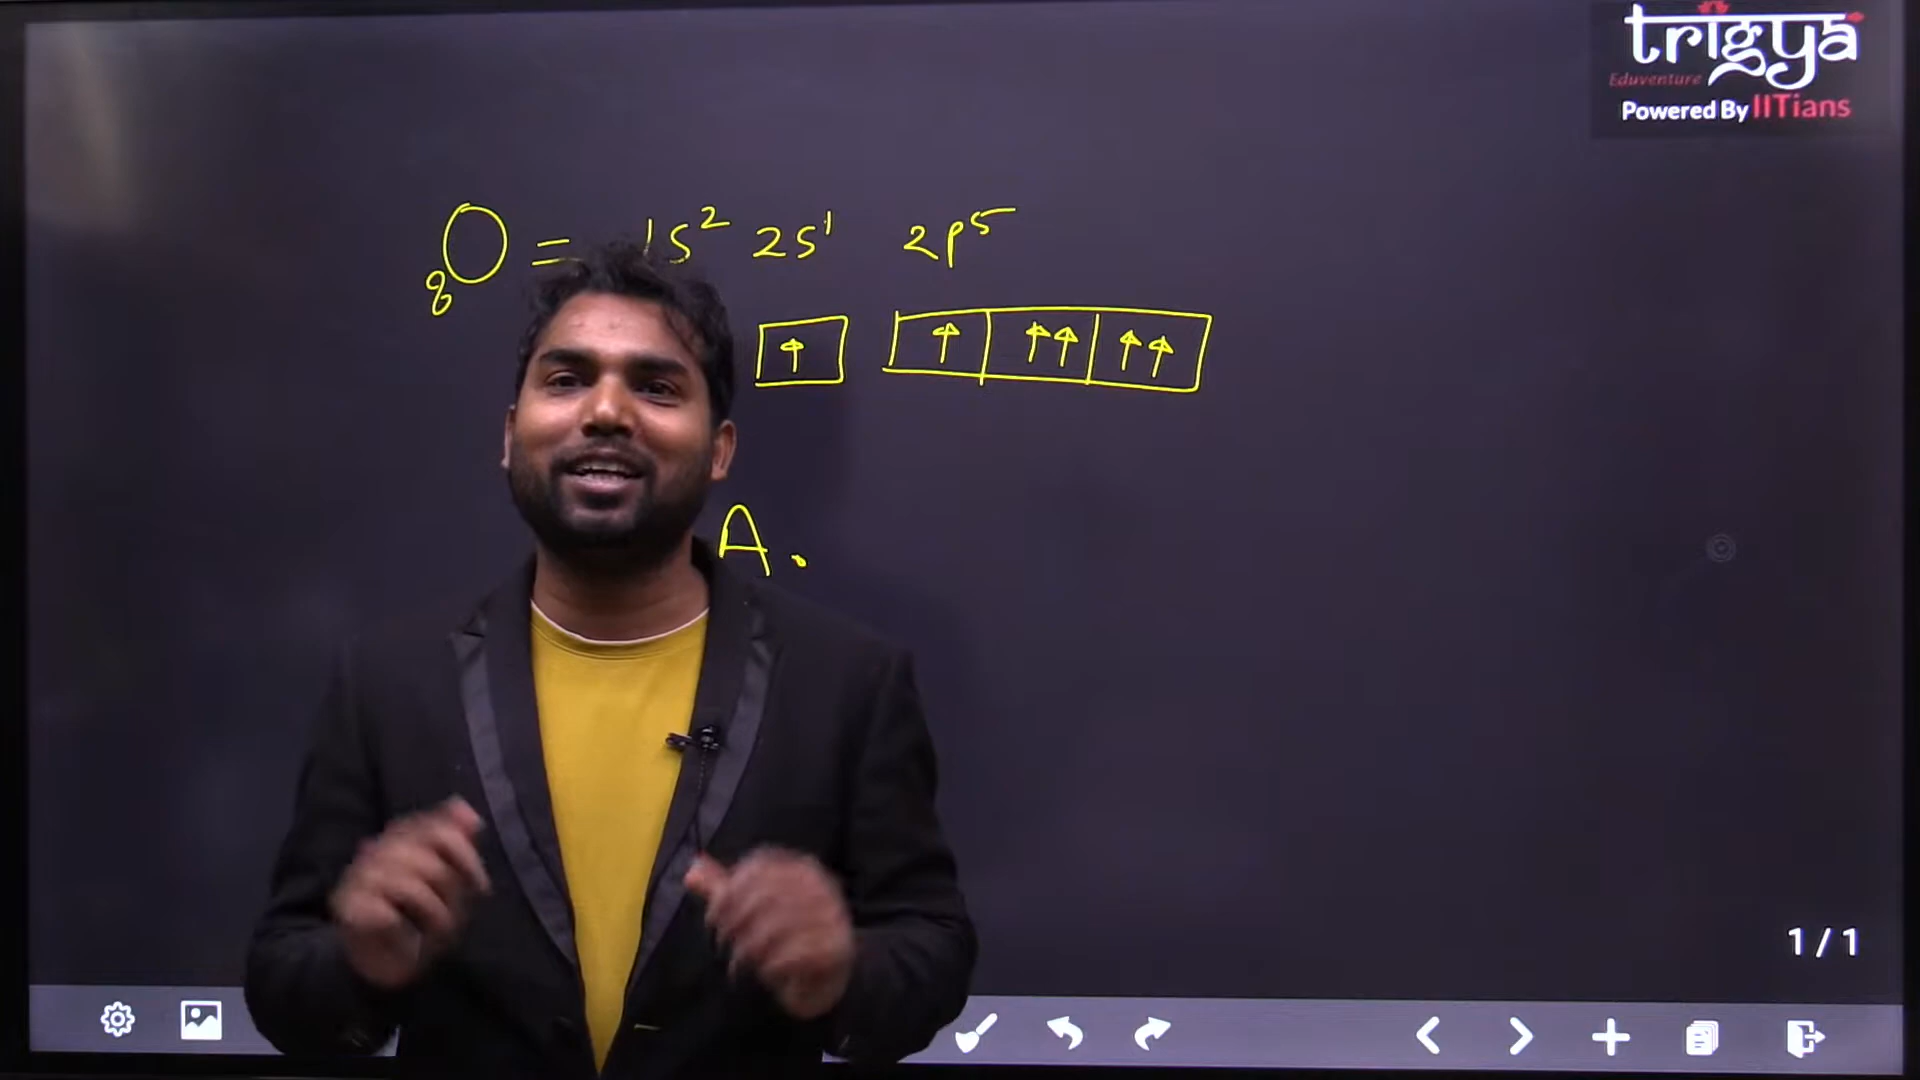 trigya
Eduventure
Powered By IITians
₈O = 1s² 2s¹ 2p⁵
↑ ↑ ↑↑ ↑↑
A.
1/1